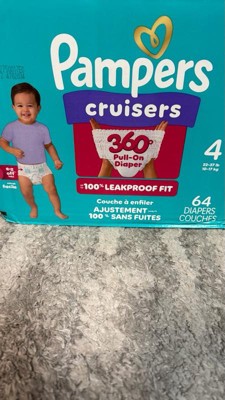 Pampers
cruisers
360°
Pull-On
Diaper
100% LEAKPROOF FIT
Couche à enfiler
AJUSTEMENT
100% SANS FUITES
4
64
DIAPERS
COUCHES